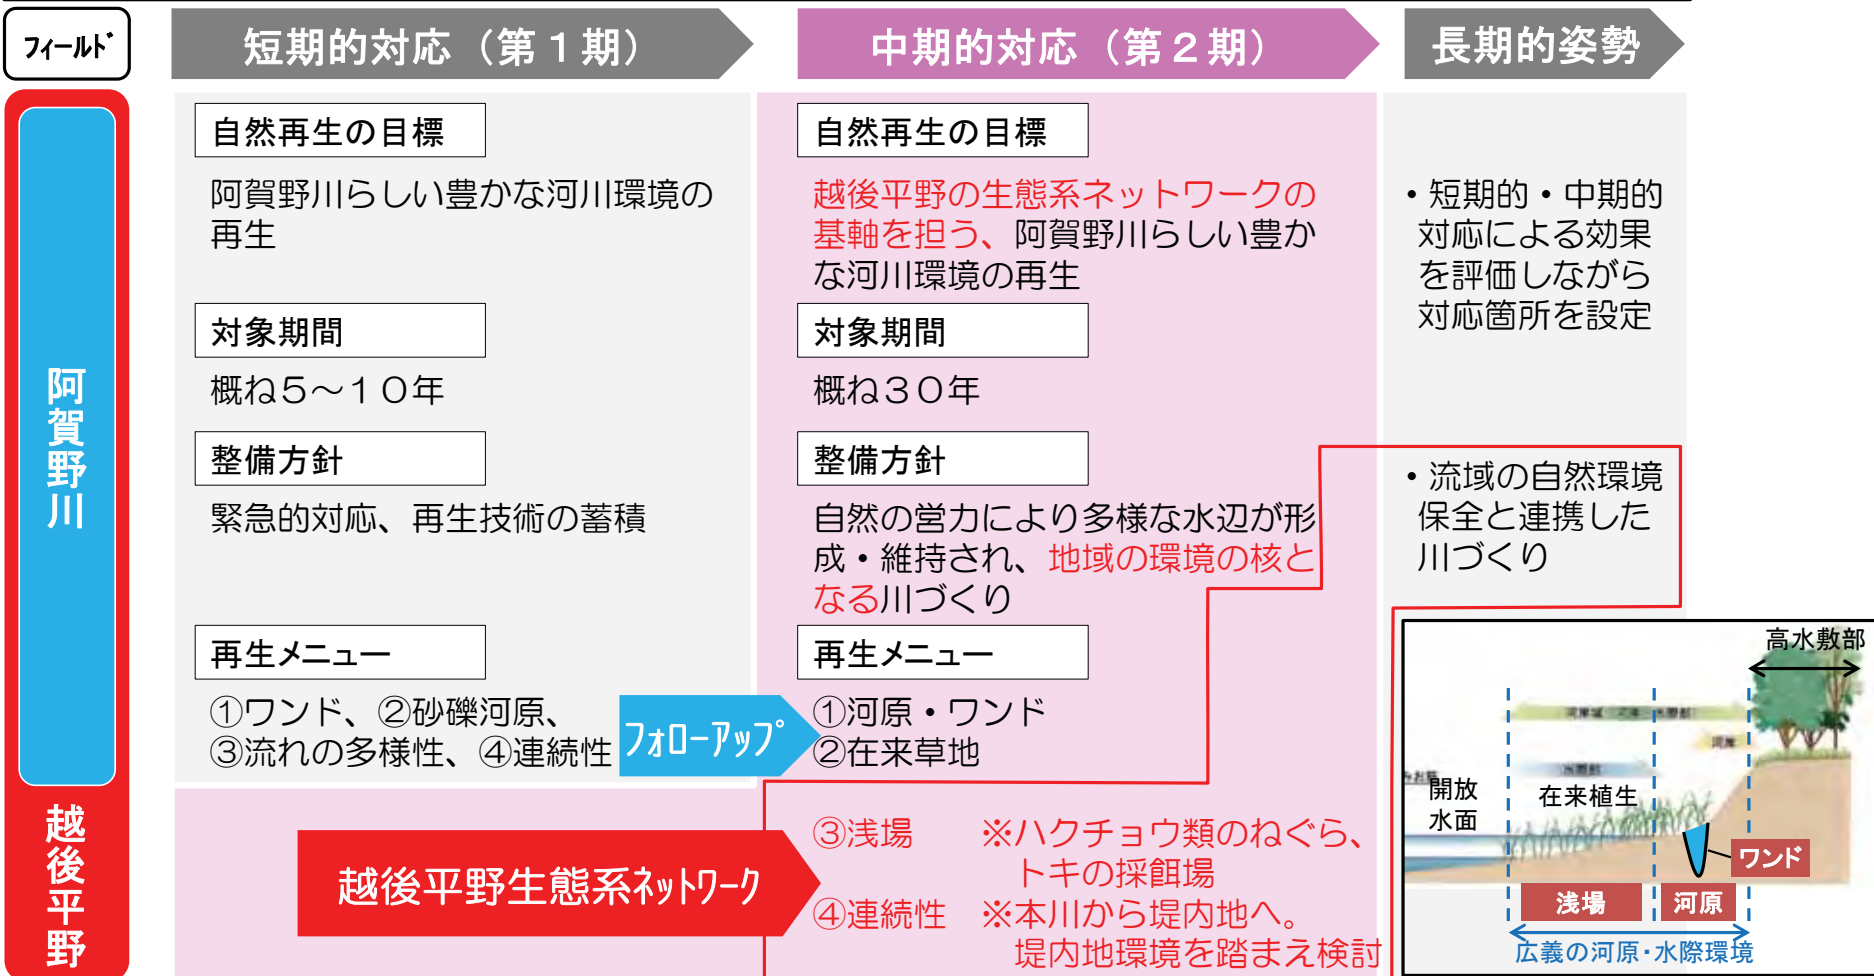 フィールド
短期的対応（第１期）
中期的対応（第２期）
長期的姿勢
阿賀野川
越後平野
自然再生の目標
阿賀野川らしい豊かな河川環境の
再生
対象期間
概ね５～１０年
整備方針
緊急的対応、再生技術の蓄積
再生メニュー
①ワンド、②砂礫河原、
③流れの多様性、④連続性
フォローアップ
自然再生の目標
越後平野の生態系ネットワークの
基軸を担う、阿賀野川らしい豊か
な河川環境の再生
対象期間
概ね３０年
整備方針
自然の営力により多様な水辺が形
成・維持され、地域の環境の核と
なる川づくり
再生メニュー
①河原・ワンド
②在来草地
越後平野生態系ネットワーク
③浅場　※ハクチョウ類のねぐら、
トキの採餌場
④連続性　※本川から堤内地へ。
堤内地環境を踏まえ検討
・短期的・中期的
対応による効果
を評価しながら
対応箇所を設定
・流域の自然環境
保全と連携した
川づくり
高水敷部
開放
水面
在来植生
ワンド
浅場
河原
広義の河原・水際環境